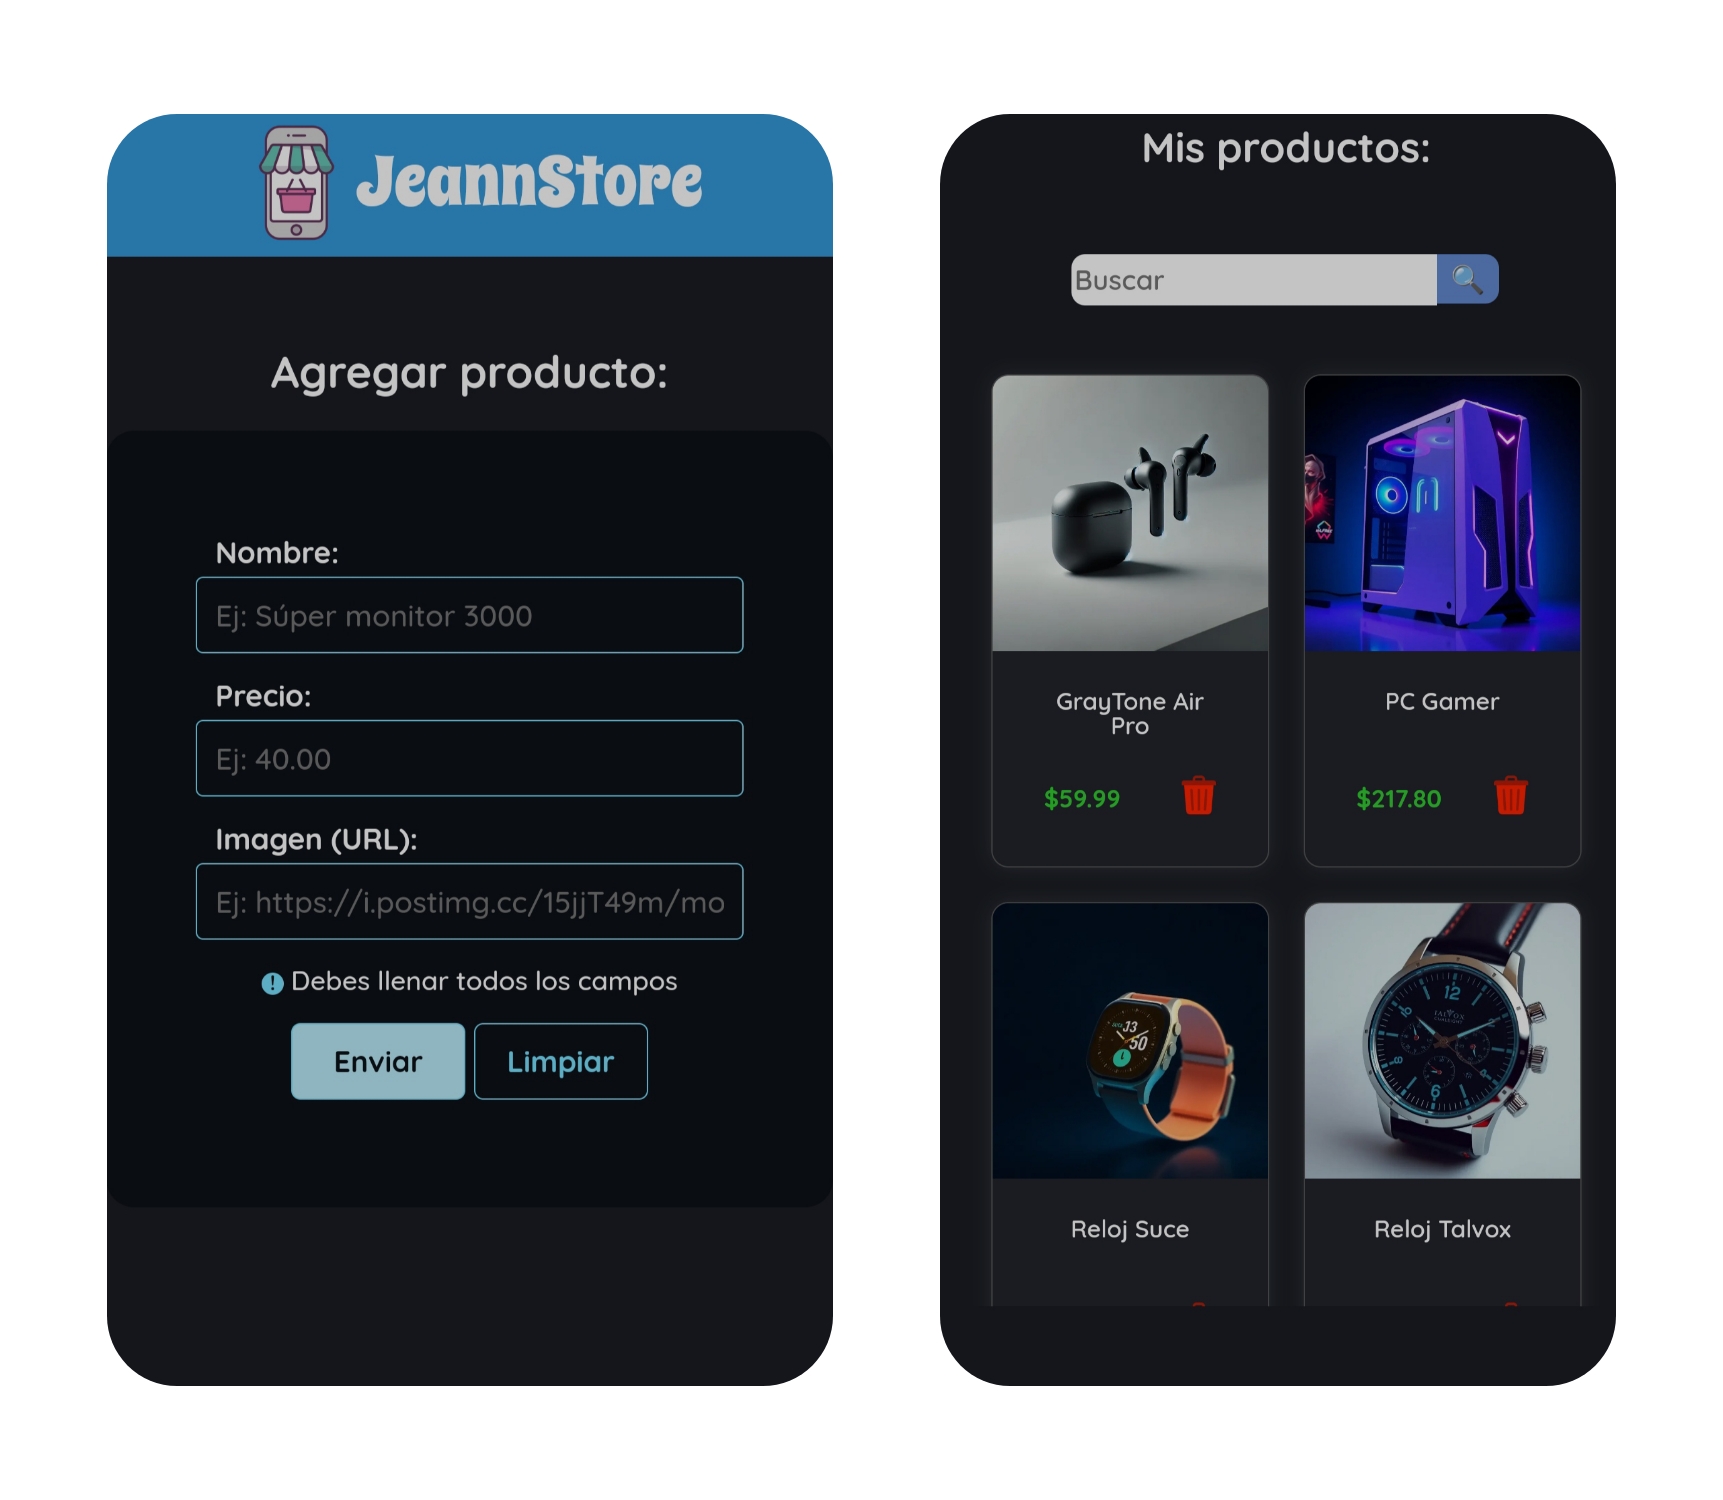 JeannStore
Agregar producto:
Nombre:
Ej: Súper monitor 3000
Precio:
Ej: 40.00
Imagen (URL):
Ej: https://i.postimg.cc/15jjT49m/mo
Debes llenar todos los campos
Enviar
Limpiar
Mis productos:
Buscar
GrayTone Air
Pro
$59.99
PC Gamer
$217.80
Reloj Suce
Reloj Talvox